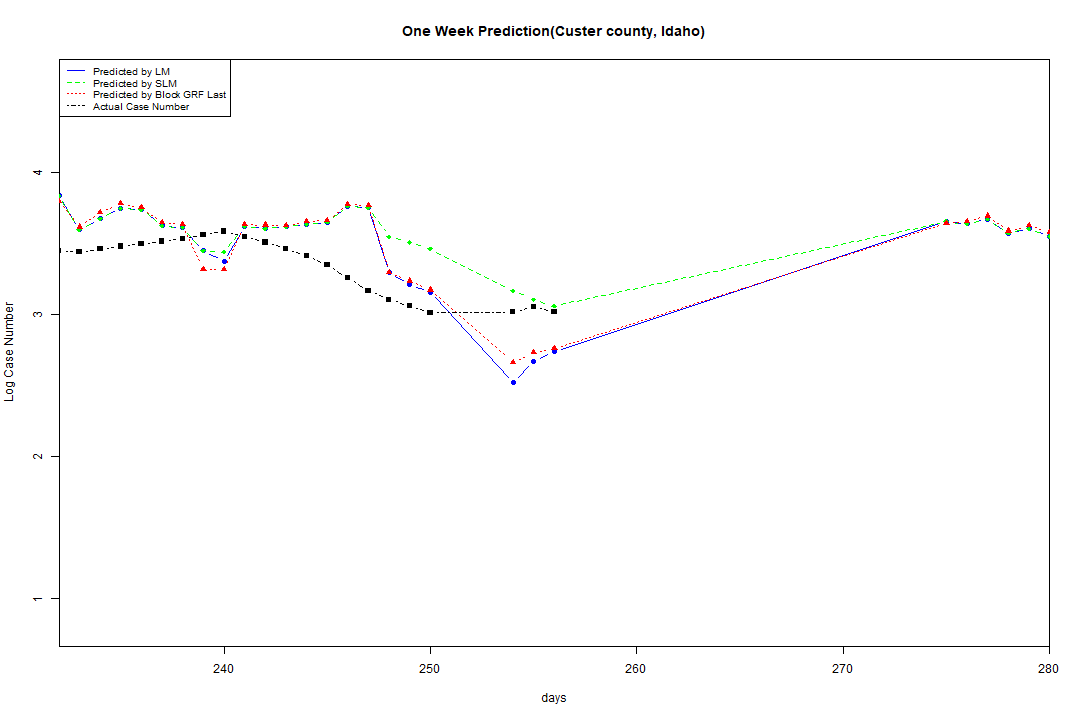 One Week Prediction(Custer county, Idaho)
Predicted by LM
Predicted by SLM
Predicted by Block GRF Last
Actual Case Number
4
3
2
1
Log Case Number
240 250 260 270 280
days